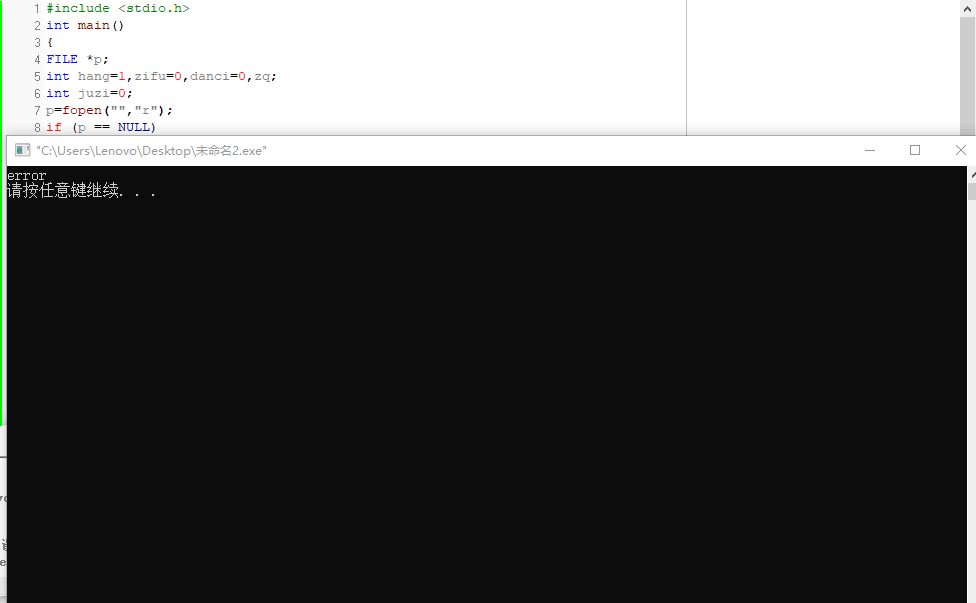 1 #include <stdio.h>
2 int main()
3 {
4 FILE *p;
5 int hang=1,zifu=0,danci=0,zq;
6 int juzi=0;
7 p=fopen("","r");
8 if (p == NULL)
"C:\Users\Lenovo\Desktop\未命名2.exe"
error
请按任意键继续. . .